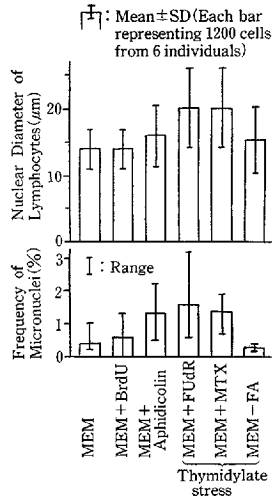 : Mean±SD(Each bar
representing 1200 cells
from 6 individuals)
Nuclear Diameter of
Lymphocytes(μm)
20
10
0
Frequency of
Micronuclei(%)
3
2
1
0
I : Range
MEM
MEM+BrdU
MEM+
Aphidicolin
MEM+FUdR
MEM+MTX
MEM−FA
Thymidylate
stress